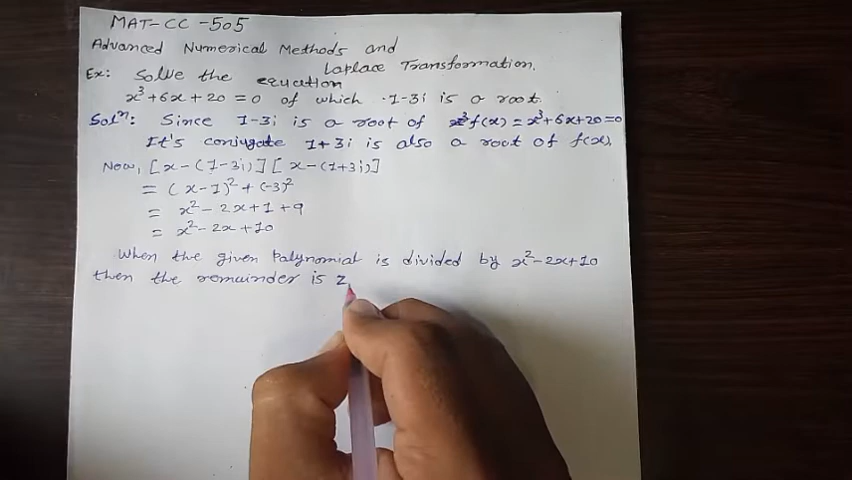 MAT-CC-505
Advanced Numerical Methods and
Laplace Transformation.
Ex: Solve the equation
x³+6x+20=0 of which 1-3i is a root.
Solⁿ: Since 1-3i is a root of f(x)=x³+6x+20=0
It's conjugate 1+3i is also a root of f(x).
Now, [x-(1-3i)][x-(1+3i)]
= (x-1)²+(-3)²
= x²-2x+1+9
= x²-2x+10
When the given Polynomial is divided by x²-2x+10
then the remainder is z